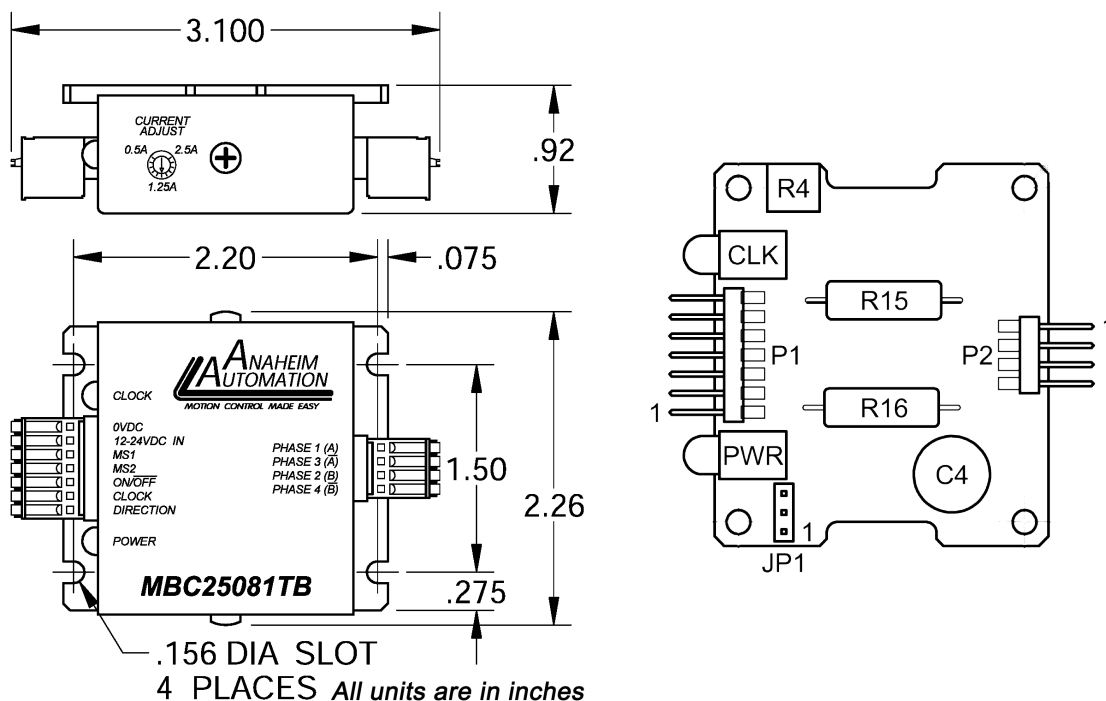 3.100
CURRENT
ADJUST
0.5A 2.5A
1.25A
.92
2.20
.075
ANAHEIM
AUTOMATION
MOTION CONTROL MADE EASY
CLOCK
0VDC
12-24VDC IN
MS1
MS2
ON/O̅F̅F̅
CLOCK
DIRECTION
POWER
PHASE 1 (A)
PHASE 3 (A̅)
PHASE 2 (B)
PHASE 4 (B̅)
MBC25081TB
1.50
2.26
.275
.156 DIA SLOT
4 PLACES
All units are in inches
R4
CLK
R15
P1
1
P2
1
R16
PWR
C4
1
JP1